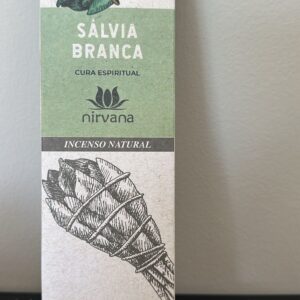 SÁLVIA
BRANCA
CURA ESPIRITUAL
nirvana
INCENSO NATURAL